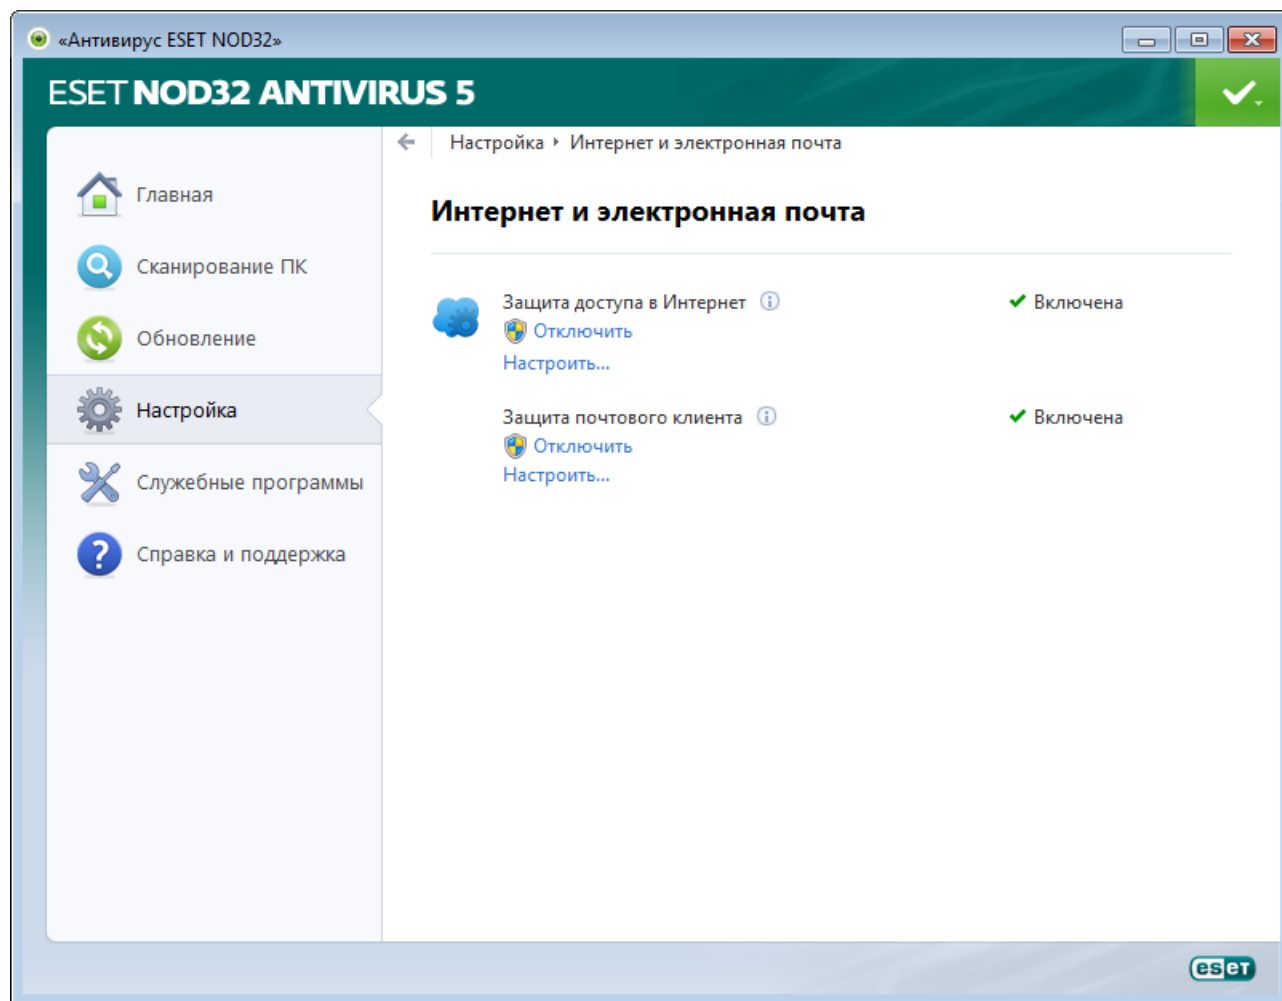 «Антивирус ESET NOD32»
ESET NOD32 ANTIVIRUS 5
Настройка ▸ Интернет и электронная почта
Главная
Сканирование ПК
Обновление
Настройка
Служебные программы
Справка и поддержка
Интернет и электронная почта
Защита доступа в Интернет
Включена
Отключить
Настроить...
Защита почтового клиента
Включена
Отключить
Настроить...
eset